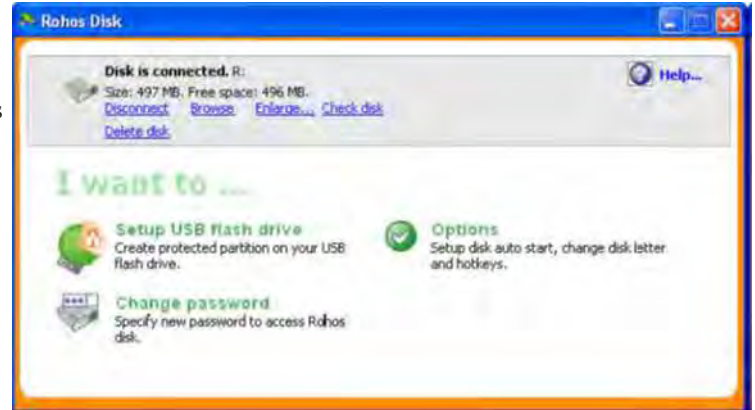 Rohos Disk
Disk is connected. R:
Size: 497 MB. Free space: 496 MB.
Disconnect Browse Enlarge... Check disk
Delete disk
Help...
s
I want to ...
Setup USB flash drive
Create protected partition on your USB
flash drive.
Options
Setup disk auto start, change disk letter
and hotkeys.
Change password
Specify new password to access Rohos
disk.